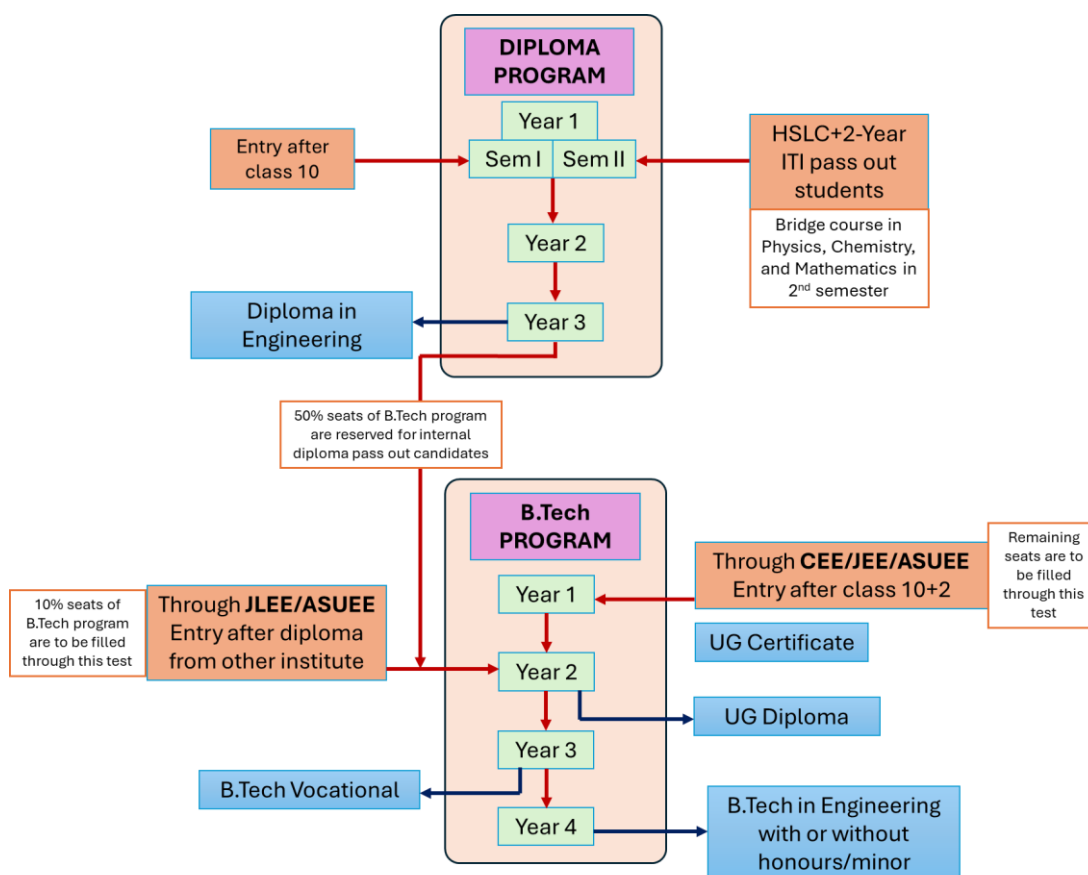 DIPLOMA
PROGRAM
Year 1
Sem I
Sem II
Entry after
class 10
HSLC+2-Year
ITI pass out
students
Bridge course in
Physics, Chemistry,
and Mathematics in
2nd semester
Year 2
Year 3
Diploma in
Engineering
50% seats of B.Tech program
are reserved for internal
diploma pass out candidates
B.Tech
PROGRAM
Year 1
Through CEE/JEE/ASUEE
Entry after class 10+2
Remaining
seats are to
be filled
through this
test
10% seats of
B.Tech program
are to be filled
through this test
Through JLEE/ASUEE
Entry after diploma
from other institute
UG Certificate
Year 2
UG Diploma
Year 3
B.Tech Vocational
Year 4
B.Tech in Engineering
with or without
honours/minor